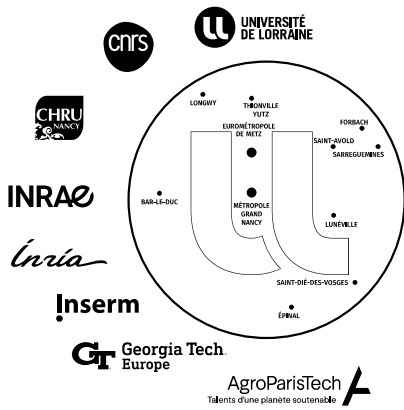 cnrs
UNIVERSITÉ
DE LORRAINE
CHRU
NANCY
INRAE
Inria
Inserm
GT Georgia Tech.
Europe
AgroParisTech
Talents d'une planète soutenable
LONGWY
THIONVILLE
YUTZ
EUROMÉTROPOLE
DE METZ
FORBACH
SAINT-AVOLD
SARREGUEMINES
BAR-LE-DUC
MÉTROPOLE
GRAND
NANCY
LUNÉVILLE
SAINT-DIÉ-DES-VOSGES
ÉPINAL